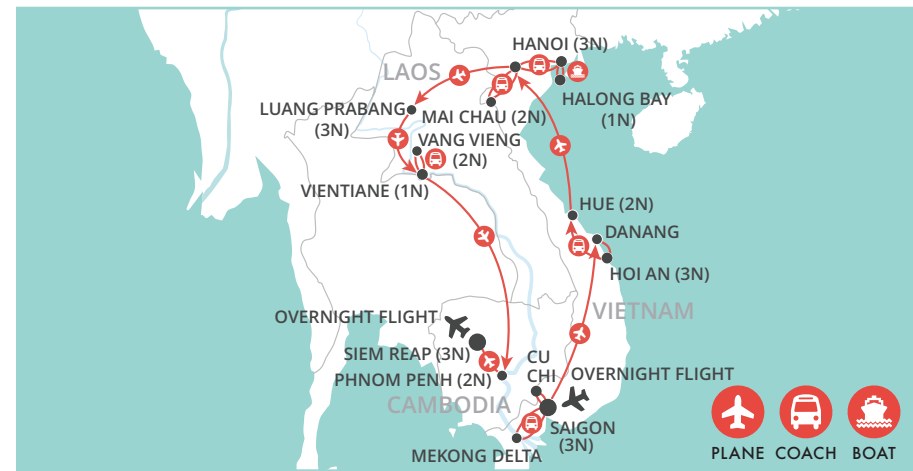 HANOI (3N)
LAOS
HALONG BAY
(1N)
LUANG PRABANG
(3N)
MAI CHAU (2N)
VANG VIENG
(2N)
VIENTIANE (1N)
HUE (2N)
DANANG
HOI AN (3N)
VIETNAM
OVERNIGHT FLIGHT
SIEM REAP (3N)
PHNOM PENH (2N)
CAMBODIA
CU
CHI
OVERNIGHT FLIGHT
SAIGON
(3N)
MEKONG DELTA
PLANE COACH BOAT